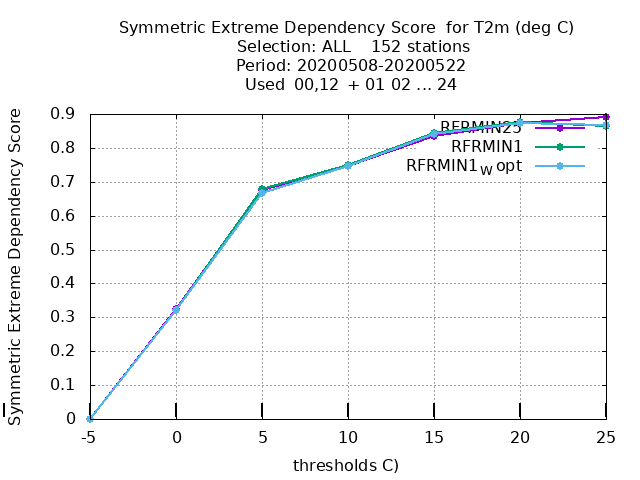 Symmetric Extreme Dependency Score for T2m (deg C)
Selection: ALL 152 stations
Period: 20200508-20200522
Used 00,12 + 01 02 ... 24
Symmetric Extreme Dependency Score
0.9
0.8
0.7
0.6
0.5
0.4
0.3
0.2
0.1
0
RFRMIN25
RFRMIN1
RFRMIN1W opt
-5 0 5 10 15 20 25
thresholds C)